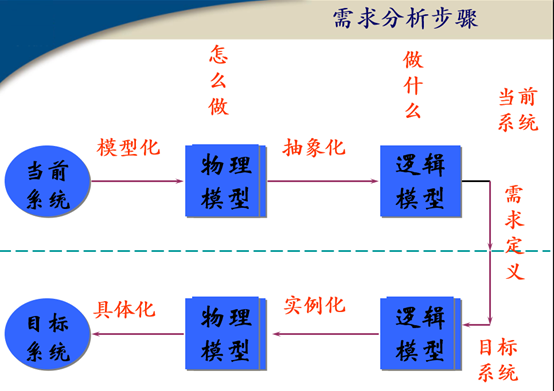 需求分析步骤
怎么做
做什么
当前
系统
模型化
抽象化
当前
系统
物理
模型
逻辑
模型
需求定义
具体化
实例化
目标
系统
物理
模型
逻辑
模型
目标
系统